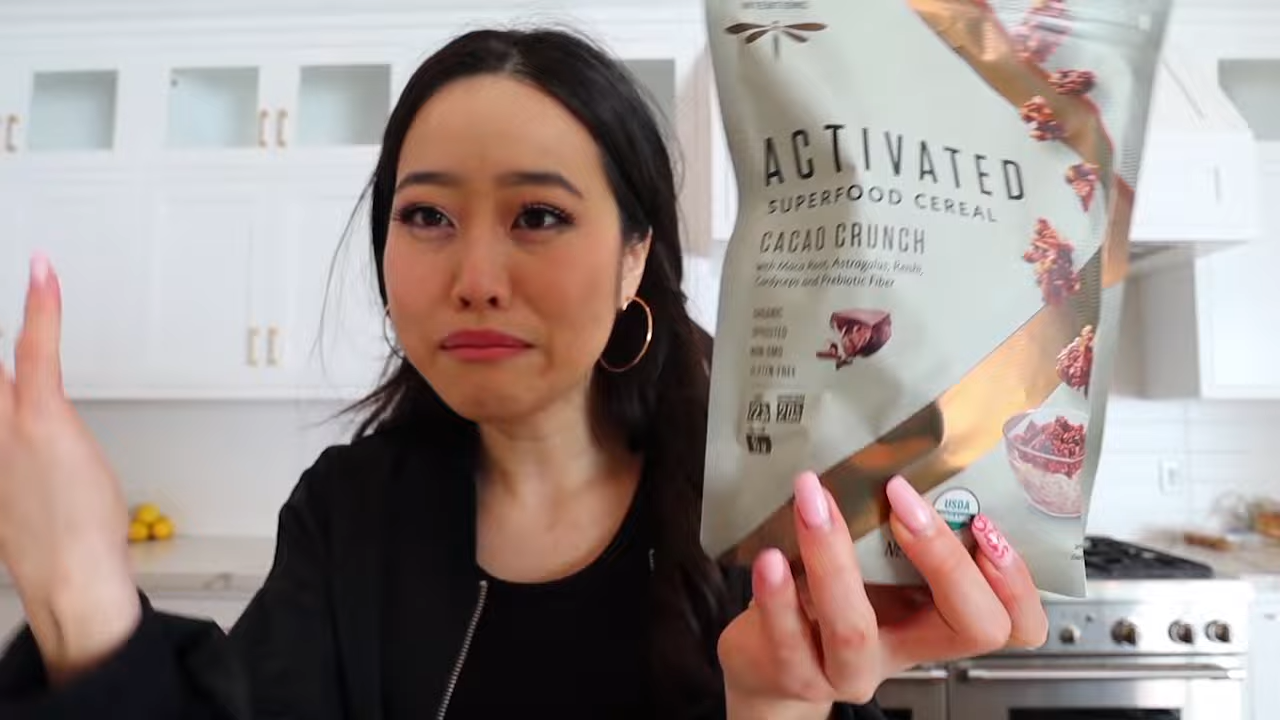 ACTIVATED
SUPERFOOD CEREAL
CACAO CRUNCH
with Maca Root, Astragalus, Reishi,
Cordyceps and Prebiotic Fiber
ORGANIC
SPROUTED
NON GMO
GLUTEN FREE
USDA